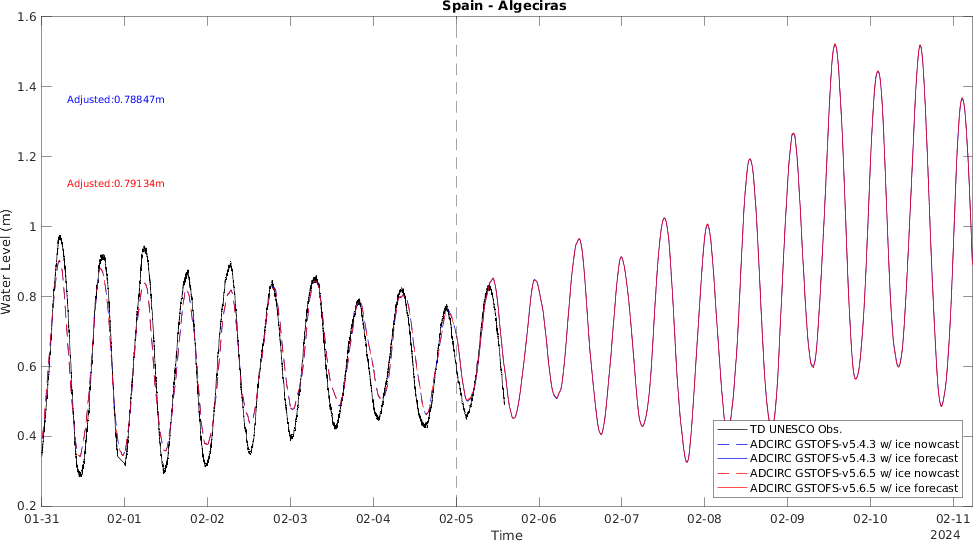 Spain - Algeciras
1.6
1.4
1.2
1
0.8
0.6
0.4
0.2
Water Level (m)
Adjusted:0.78847m
Adjusted:0.79134m
TD UNESCO Obs.
ADCIRC GSTOFS-v5.4.3 w/ ice nowcast
ADCIRC GSTOFS-v5.4.3 w/ ice forecast
ADCIRC GSTOFS-v5.6.5 w/ ice nowcast
ADCIRC GSTOFS-v5.6.5 w/ ice forecast
01-31 02-01 02-02 02-03 02-04 02-05 02-06 02-07 02-08 02-09 02-10 02-11
2024
Time